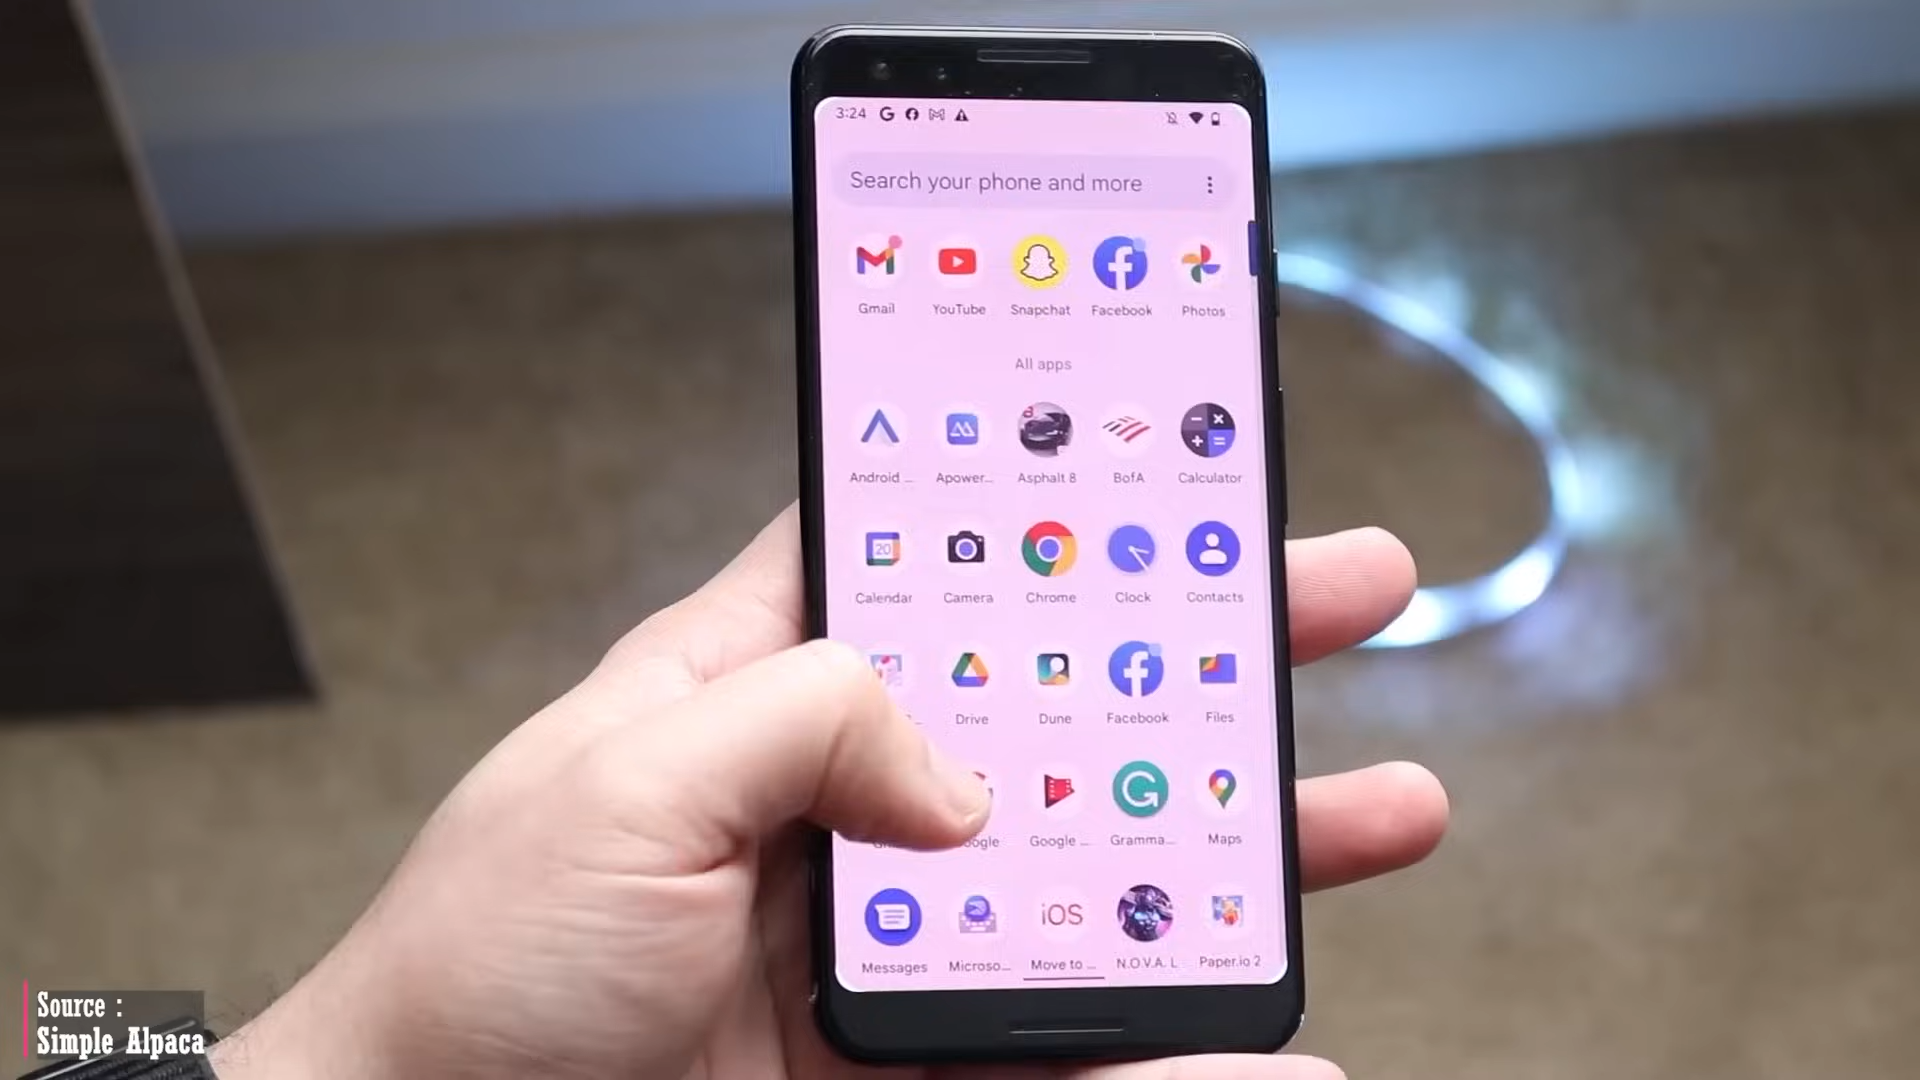 3:24
Search your phone and more
Gmail YouTube Snapchat Facebook Photos
All apps
Android ... Apower... Asphalt 8 BofA Calculator
20
Calendar Camera Chrome Clock Contacts
Drive Dune Facebook Files
Google ... Gramma... Maps
iOS
Messages Microso... Move to ... N.O.V.A. L Paper.io 2
Source :
Simple Alpaca